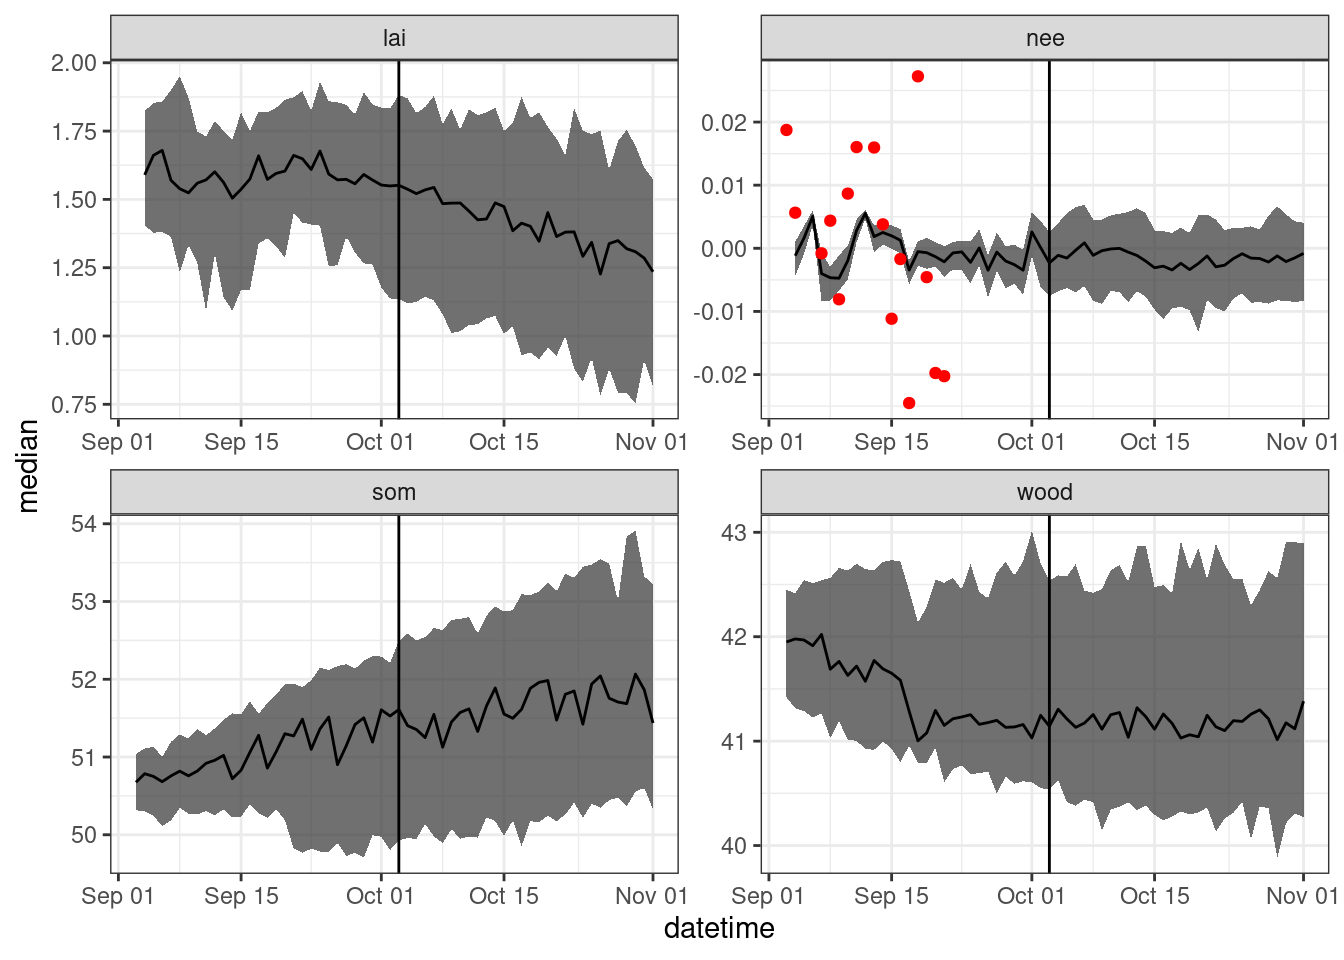 lai
nee
2.00
1.75
1.50
1.25
1.00
0.75
0.02
0.01
0.00
-0.01
-0.02
Sep 01 Sep 15 Oct 01 Oct 15 Nov 01
Sep 01 Sep 15 Oct 01 Oct 15 Nov 01
median
som
wood
54
53
52
51
50
43
42
41
40
Sep 01 Sep 15 Oct 01 Oct 15 Nov 01
Sep 01 Sep 15 Oct 01 Oct 15 Nov 01
datetime